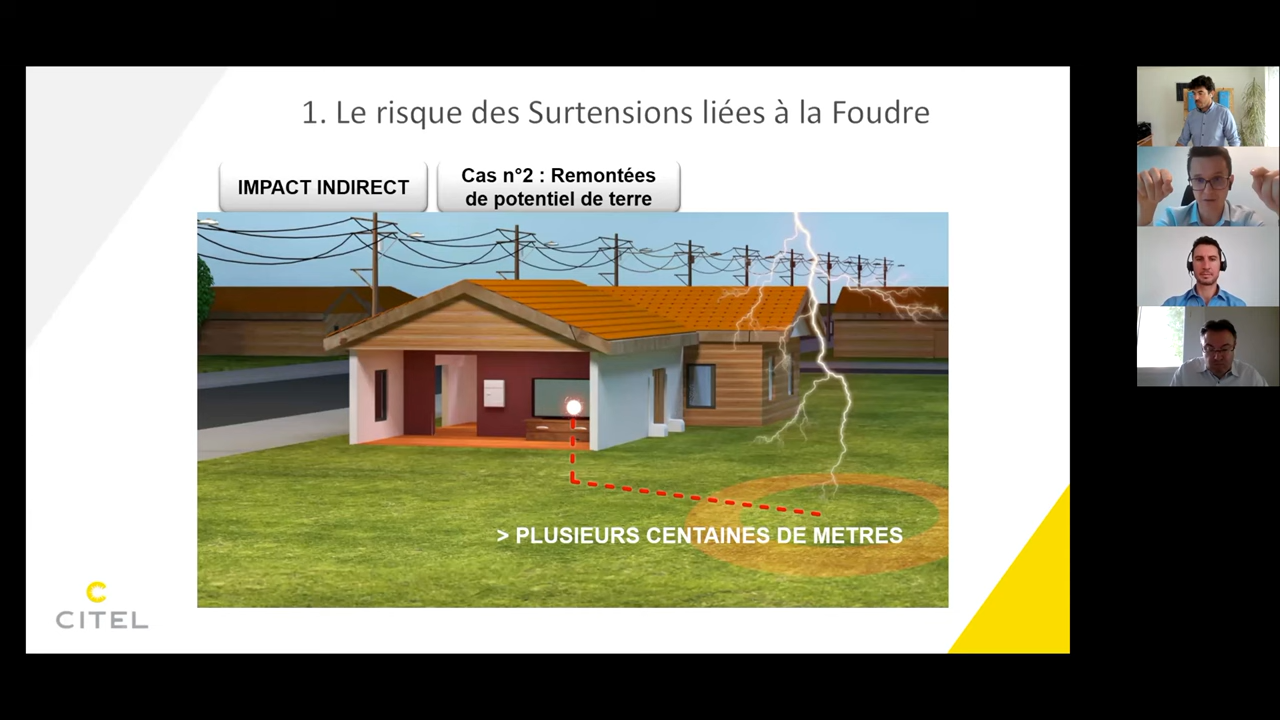 1. Le risque des Surtensions liées à la Foudre
IMPACT INDIRECT
Cas n°2 : Remontées
de potentiel de terre
> PLUSIEURS CENTAINES DE METRES
C
CITEL